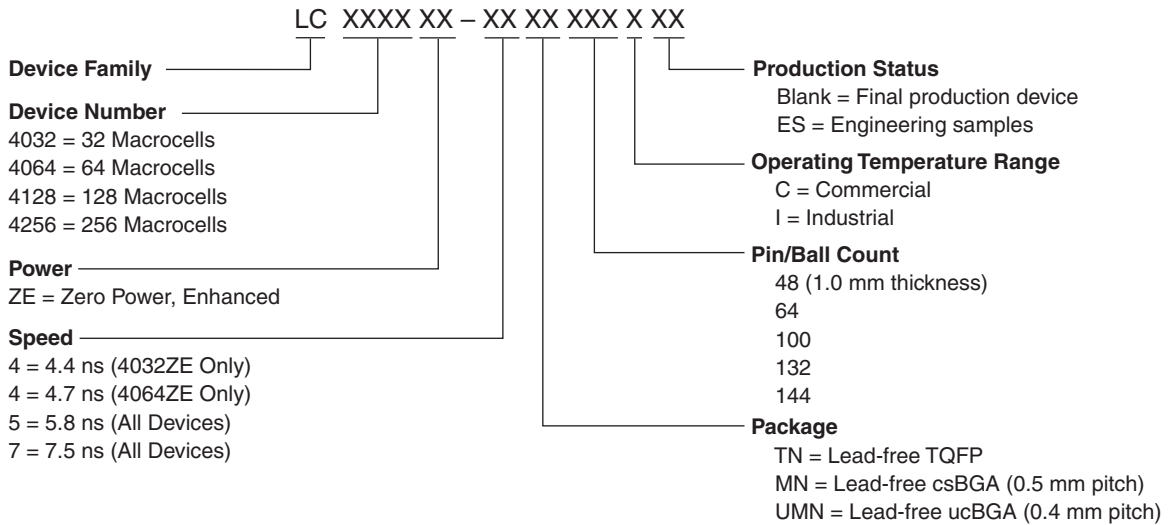 LC XXXX XX – XX XX XXX X XX
Device Family
Device Number
4032 = 32 Macrocells
4064 = 64 Macrocells
4128 = 128 Macrocells
4256 = 256 Macrocells
Power
ZE = Zero Power, Enhanced
Speed
4 = 4.4 ns (4032ZE Only)
4 = 4.7 ns (4064ZE Only)
5 = 5.8 ns (All Devices)
7 = 7.5 ns (All Devices)
Production Status
Blank = Final production device
ES = Engineering samples
Operating Temperature Range
C = Commercial
I = Industrial
Pin/Ball Count
48 (1.0 mm thickness)
64
100
132
144
Package
TN = Lead-free TQFP
MN = Lead-free csBGA (0.5 mm pitch)
UMN = Lead-free ucBGA (0.4 mm pitch)